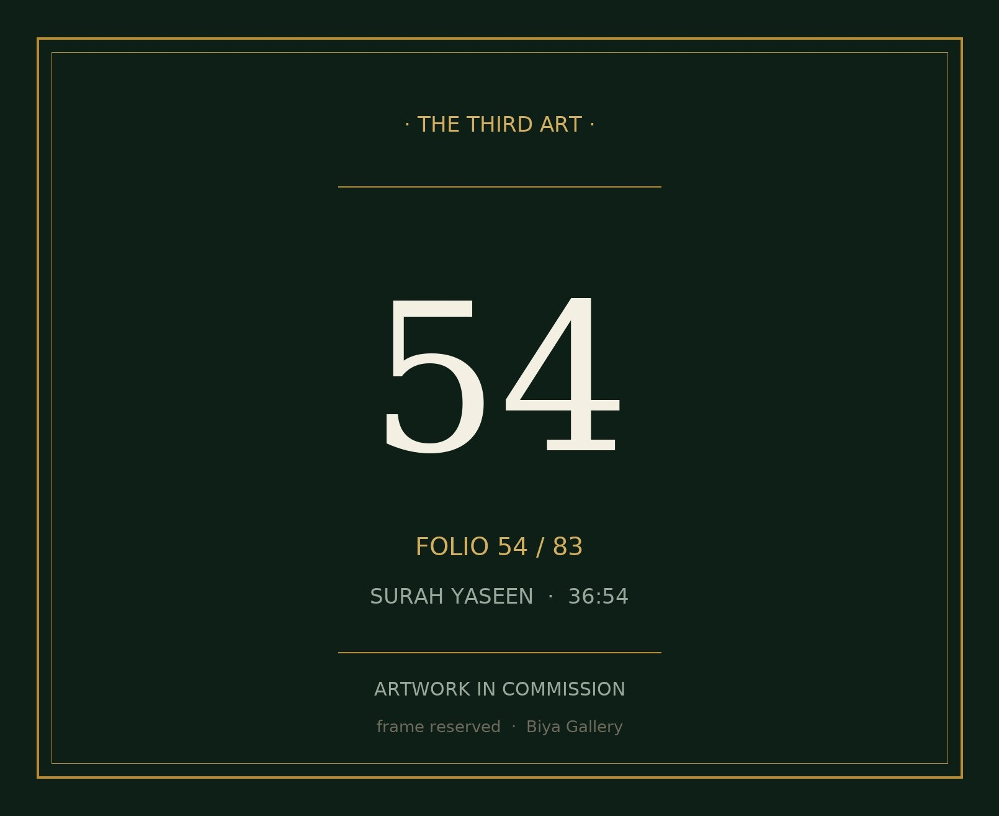 · THE THIRD ART ·
54
FOLIO 54 / 83
SURAH YASEEN · 36:54
ARTWORK IN COMMISSION
frame reserved · Biya Gallery